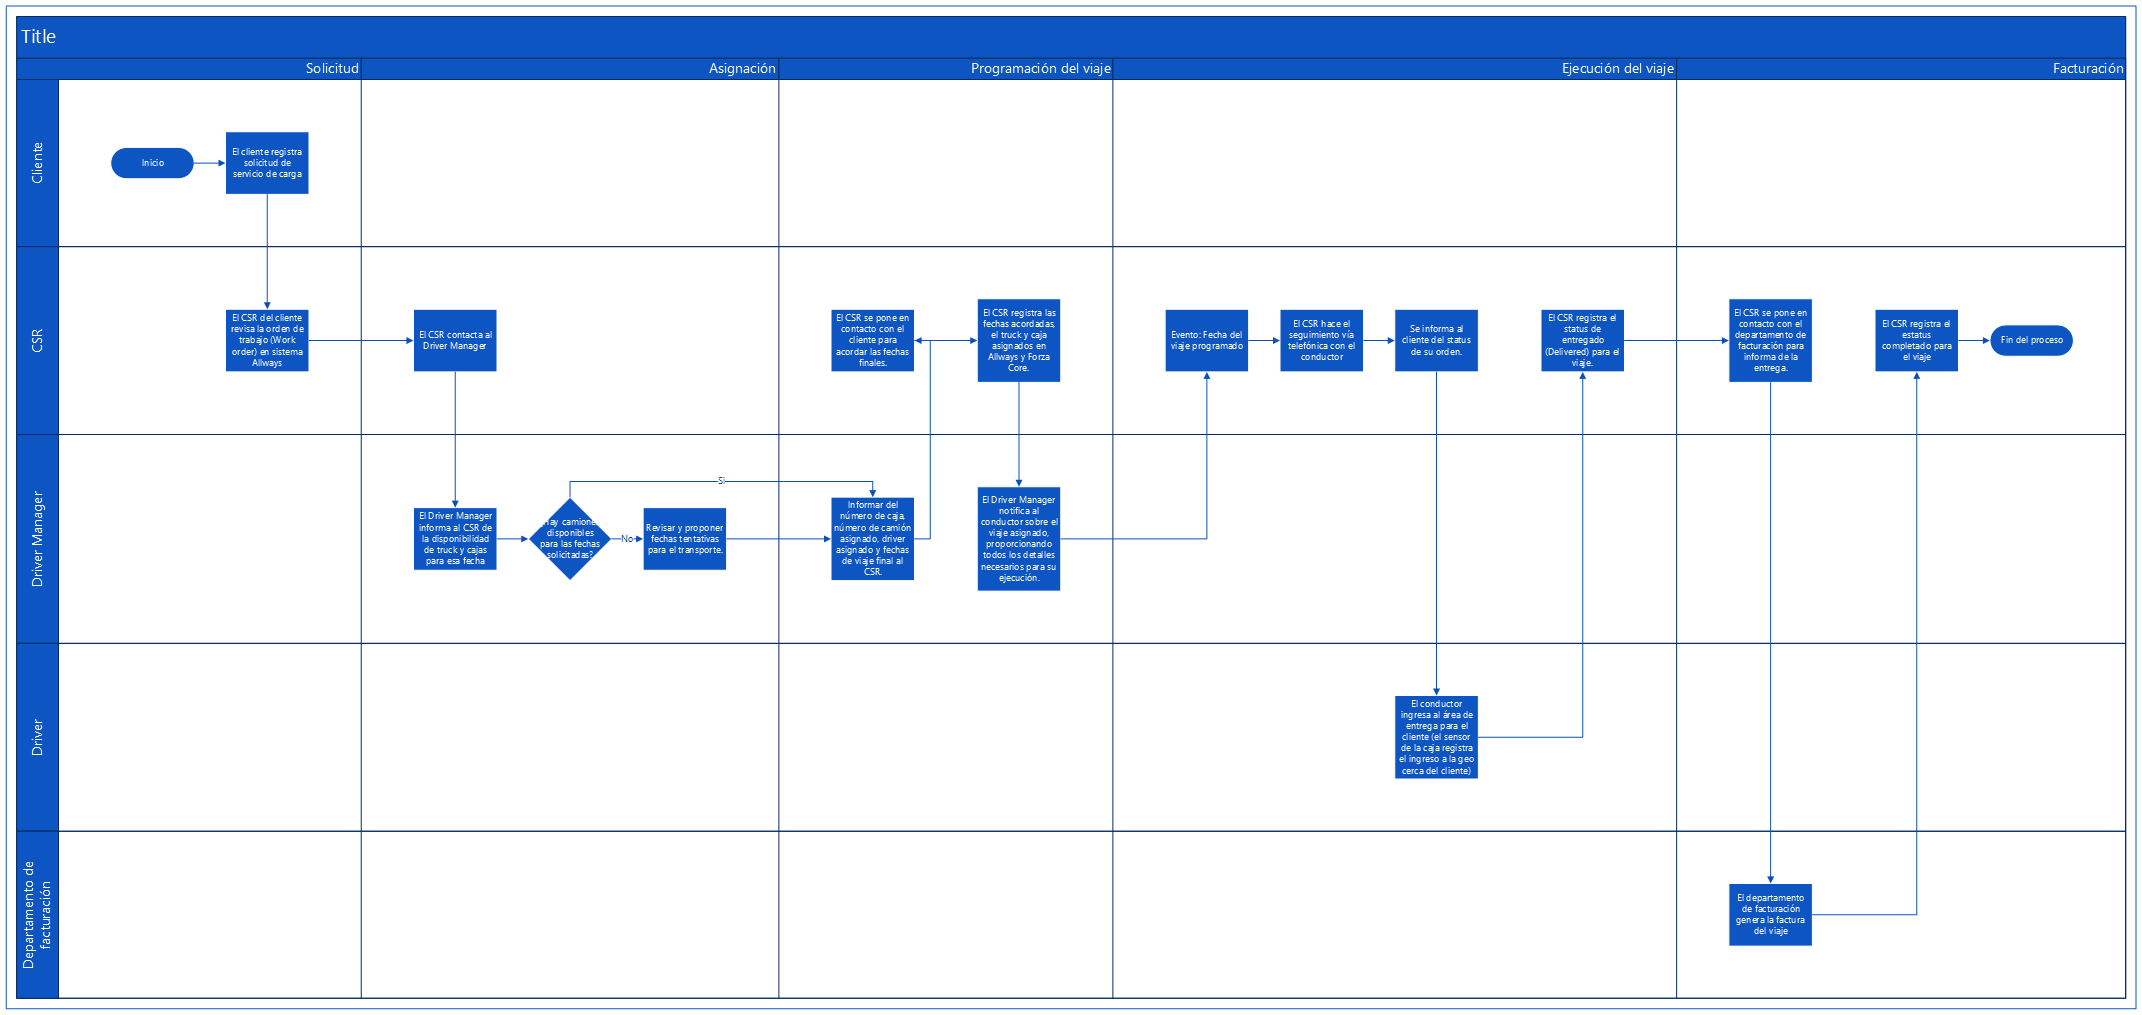 Title
Solicitud
Asignación
Programación del viaje
Ejecución del viaje
Facturación
Cliente
Inicio
El cliente registra
solicitud de
servicio de carga
CSR
El CSR del cliente
revisa la orden de
trabajo (Work
order) en sistema
Allways
El CSR contacta al
Driver Manager
El CSR se pone en
contacto con el
cliente para
acordar las fechas
finales.
El CSR registra las
fechas acordadas,
el truck y caja
asignados en
Allways y Forza
Core.
Evento: Fecha del
viaje programado
El CSR hace el
seguimiento vía
telefónica con el
conductor
Se informa al
cliente del status
de su orden.
El CSR registra el
status de
entregado
(Delivered) para el
viaje.
El CSR se pone en
contacto con el
departamento de
facturación para
informa de la
entrega.
El CSR registra el
estatus
completado para
el viaje
Fin del proceso
Driver Manager
El Driver Manager
informa al CSR de
la disponibilidad
de truck y cajas
para esa fecha
¿Hay camiones
disponibles
para las fechas
solicitadas?
Si
No
Revisar y proponer
fechas tentativas
para el transporte.
Informar del
número de caja,
número de camión
asignado, driver
asignado y fechas
de viaje final al
CSR.
El Driver Manager
notifica al
conductor sobre el
viaje asignado,
proporcionando
todos los detalles
necesarios para su
ejecución.
Driver
El conductor
ingresa al área de
entrega para el
cliente (el sensor
de la caja registra
el ingreso a la geo
cerca del cliente)
Departamento de
facturación
El departamento
de facturación
genera la factura
del viaje